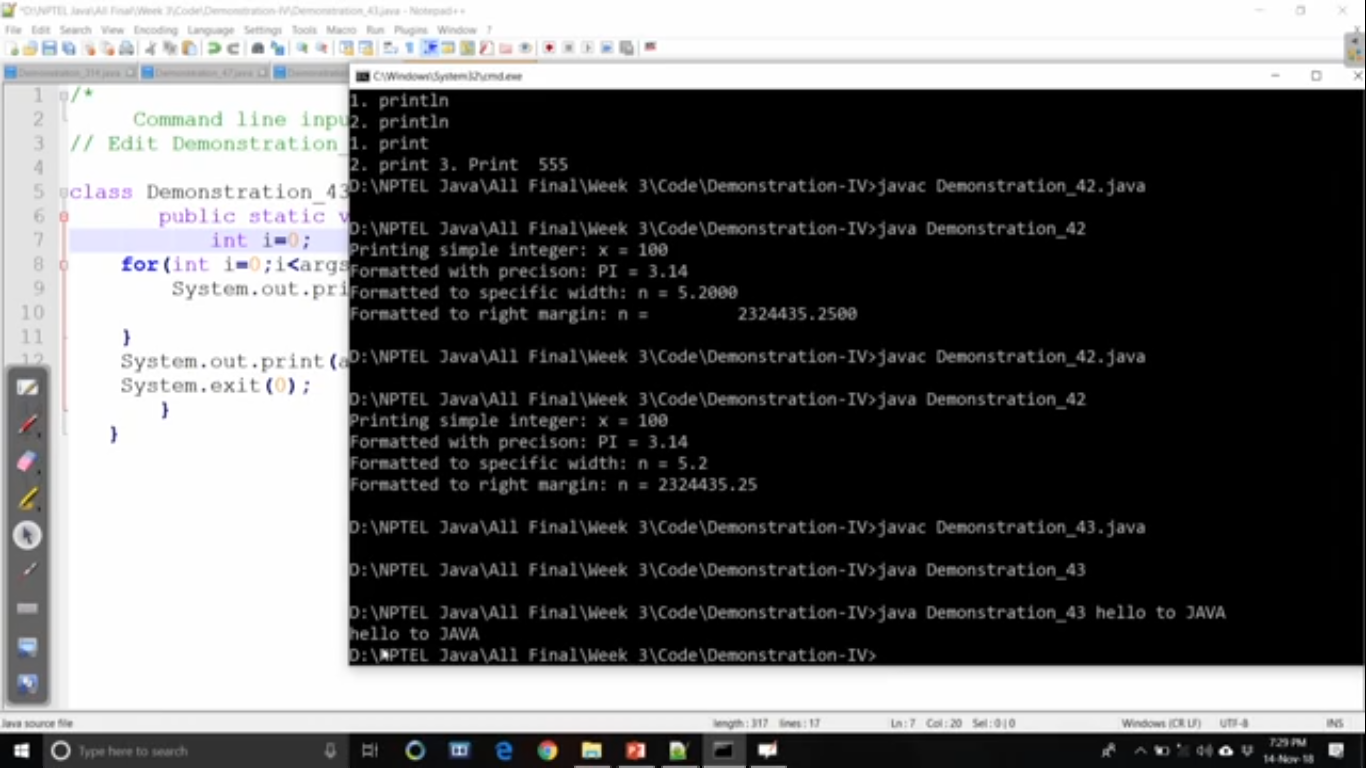 *D:\NPTEL Java\All Final\Week 3\Code\Demonstration-IV\Demonstration_43.java - Notepad++
File Edit Search View Encoding Language Settings Tools Macro Run Plugins Window ?
Demonstration_314.java Demonstration_47.java Demonstration
1 /*
2 Command line inpu
3 // Edit Demonstration_
4
5 class Demonstration_43
6 public static v
7 int i=0;
8 for(int i=0;i<args
9 System.out.pri
10
11 }
12 System.out.print(a
System.exit(0);
}
}
C:\Windows\System32\cmd.exe
1. println
2. println
1. print
2. print 3. Print  555
D:\NPTEL Java\All Final\Week 3\Code\Demonstration-IV>javac Demonstration_42.java
D:\NPTEL Java\All Final\Week 3\Code\Demonstration-IV>java Demonstration_42
Printing simple integer: x = 100
Formatted with precison: PI = 3.14
Formatted to specific width: n = 5.2000
Formatted to right margin: n =         2324435.2500
D:\NPTEL Java\All Final\Week 3\Code\Demonstration-IV>javac Demonstration_42.java
D:\NPTEL Java\All Final\Week 3\Code\Demonstration-IV>java Demonstration_42
Printing simple integer: x = 100
Formatted with precison: PI = 3.14
Formatted to specific width: n = 5.2
Formatted to right margin: n = 2324435.25
D:\NPTEL Java\All Final\Week 3\Code\Demonstration-IV>javac Demonstration_43.java
D:\NPTEL Java\All Final\Week 3\Code\Demonstration-IV>java Demonstration_43
D:\NPTEL Java\All Final\Week 3\Code\Demonstration-IV>java Demonstration_43 hello to JAVA
hello to JAVA
D:\NPTEL Java\All Final\Week 3\Code\Demonstration-IV>
Java source file length : 317 lines : 17 Ln : 7 Col : 20 Sel : 0 | 0 Windows (CR LF) UTF-8 INS
Type here to search
7:29 PM
14-Nov-18